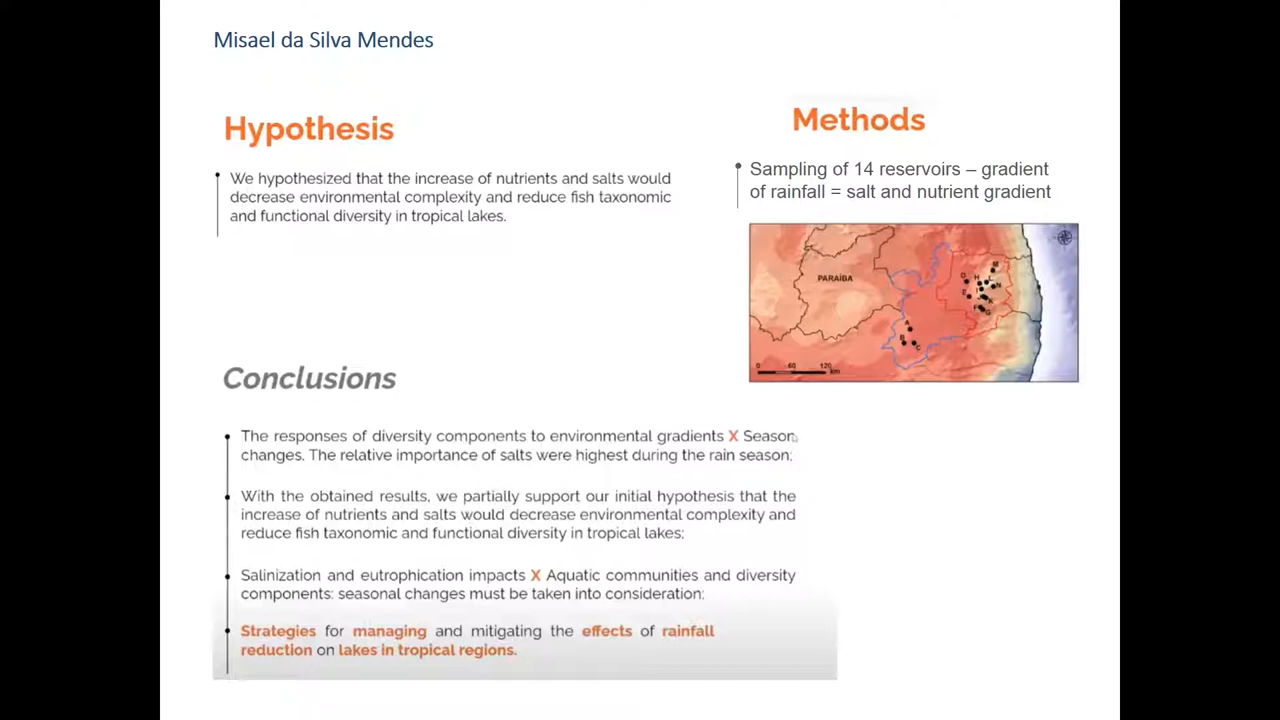 Misael da Silva Mendes
Hypothesis
We hypothesized that the increase of nutrients and salts would
decrease environmental complexity and reduce fish taxonomic
and functional diversity in tropical lakes.
Methods
Sampling of 14 reservoirs – gradient
of rainfall = salt and nutrient gradient
PARAÍBA
D
H
L
M
N
I
E
K
F
G
A
B
C
0 60 120
km
Conclusions
The responses of diversity components to environmental gradients X Season
changes. The relative importance of salts were highest during the rain season;
With the obtained results, we partially support our initial hypothesis that the
increase of nutrients and salts would decrease environmental complexity and
reduce fish taxonomic and functional diversity in tropical lakes;
Salinization and eutrophication impacts X Aquatic communities and diversity
components: seasonal changes must be taken into consideration;
Strategies for managing and mitigating the effects of rainfall
reduction on lakes in tropical regions.